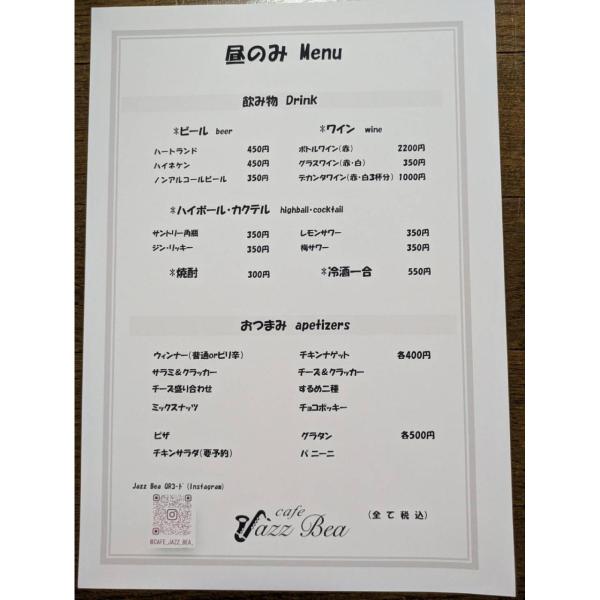 昼のみ Menu
飲み物 Drink
*ビール beer
*ワイン wine
ハートランド 450円
ボトルワイン(赤) 2200円
ハイネケン 450円
グラスワイン(赤・白) 350円
ノンアルコールビール 350円
デカンタワイン(赤・白3杯分) 1000円
*ハイボール・カクテル highball・cocktail
サントリー角瓶 350円
レモンサワー 350円
ジン・リッキー 350円
梅サワー 350円
*焼酎 300円
*冷酒一合 550円
おつまみ apetizers
ウィンナー(普通orピリ辛)
チキンナゲット 各400円
サラミ&クラッカー
チーズ&クラッカー
チーズ盛り合わせ
するめ二種
ミックスナッツ
チョコポッキー
ピザ
グラタン 各500円
チキンサラダ(要予約)
パニーニ
Jazz Bea QRコード(Instagram)
@CAFE_JAZZ_BEA_
cafe
Jazz Bea
(全て税込)